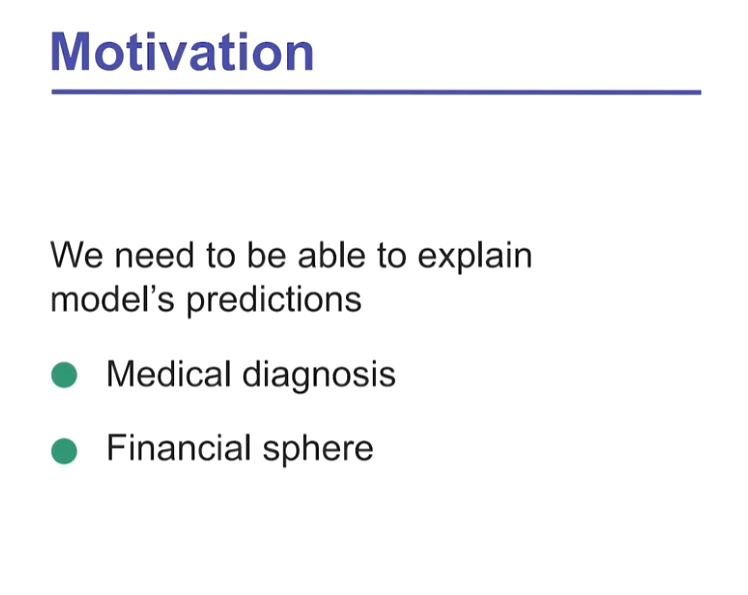 Motivation
We need to be able to explain
model’s predictions
Medical diagnosis
Financial sphere